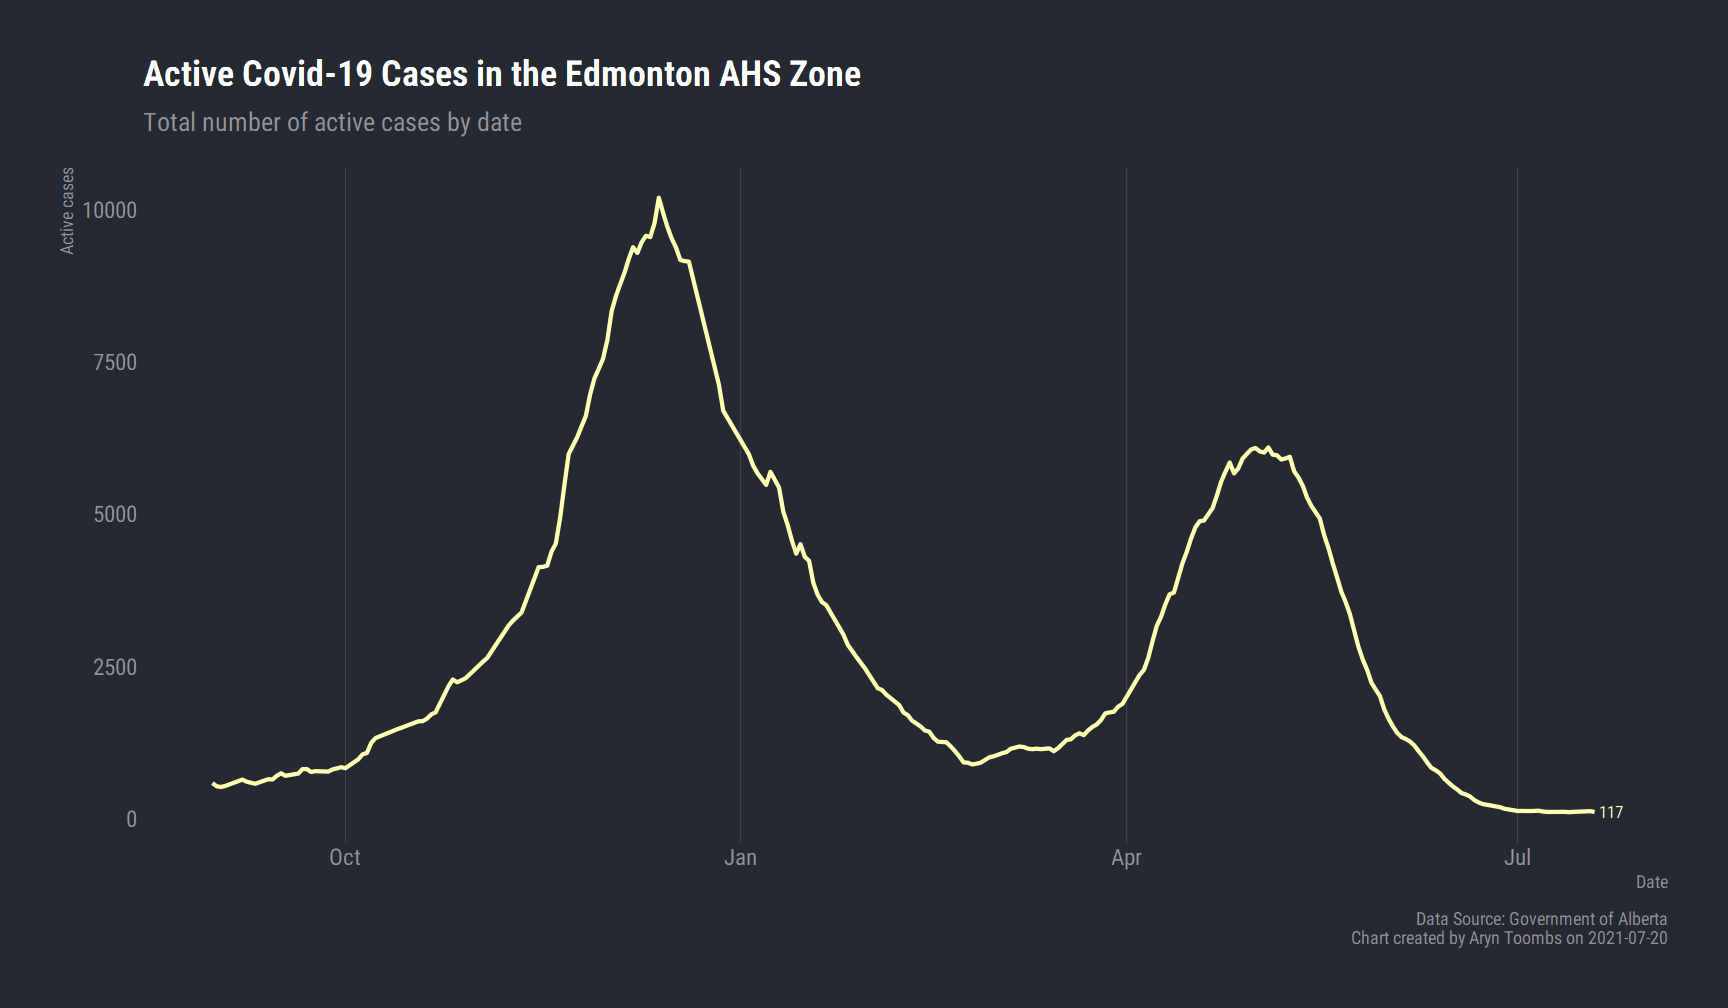 Active Covid-19 Cases in the Edmonton AHS Zone
Total number of active cases by date
Active cases
10000
7500
5000
2500
0
117
Oct
Jan
Apr
Jul
Date
Data Source: Government of Alberta
Chart created by Aryn Toombs on 2021-07-20